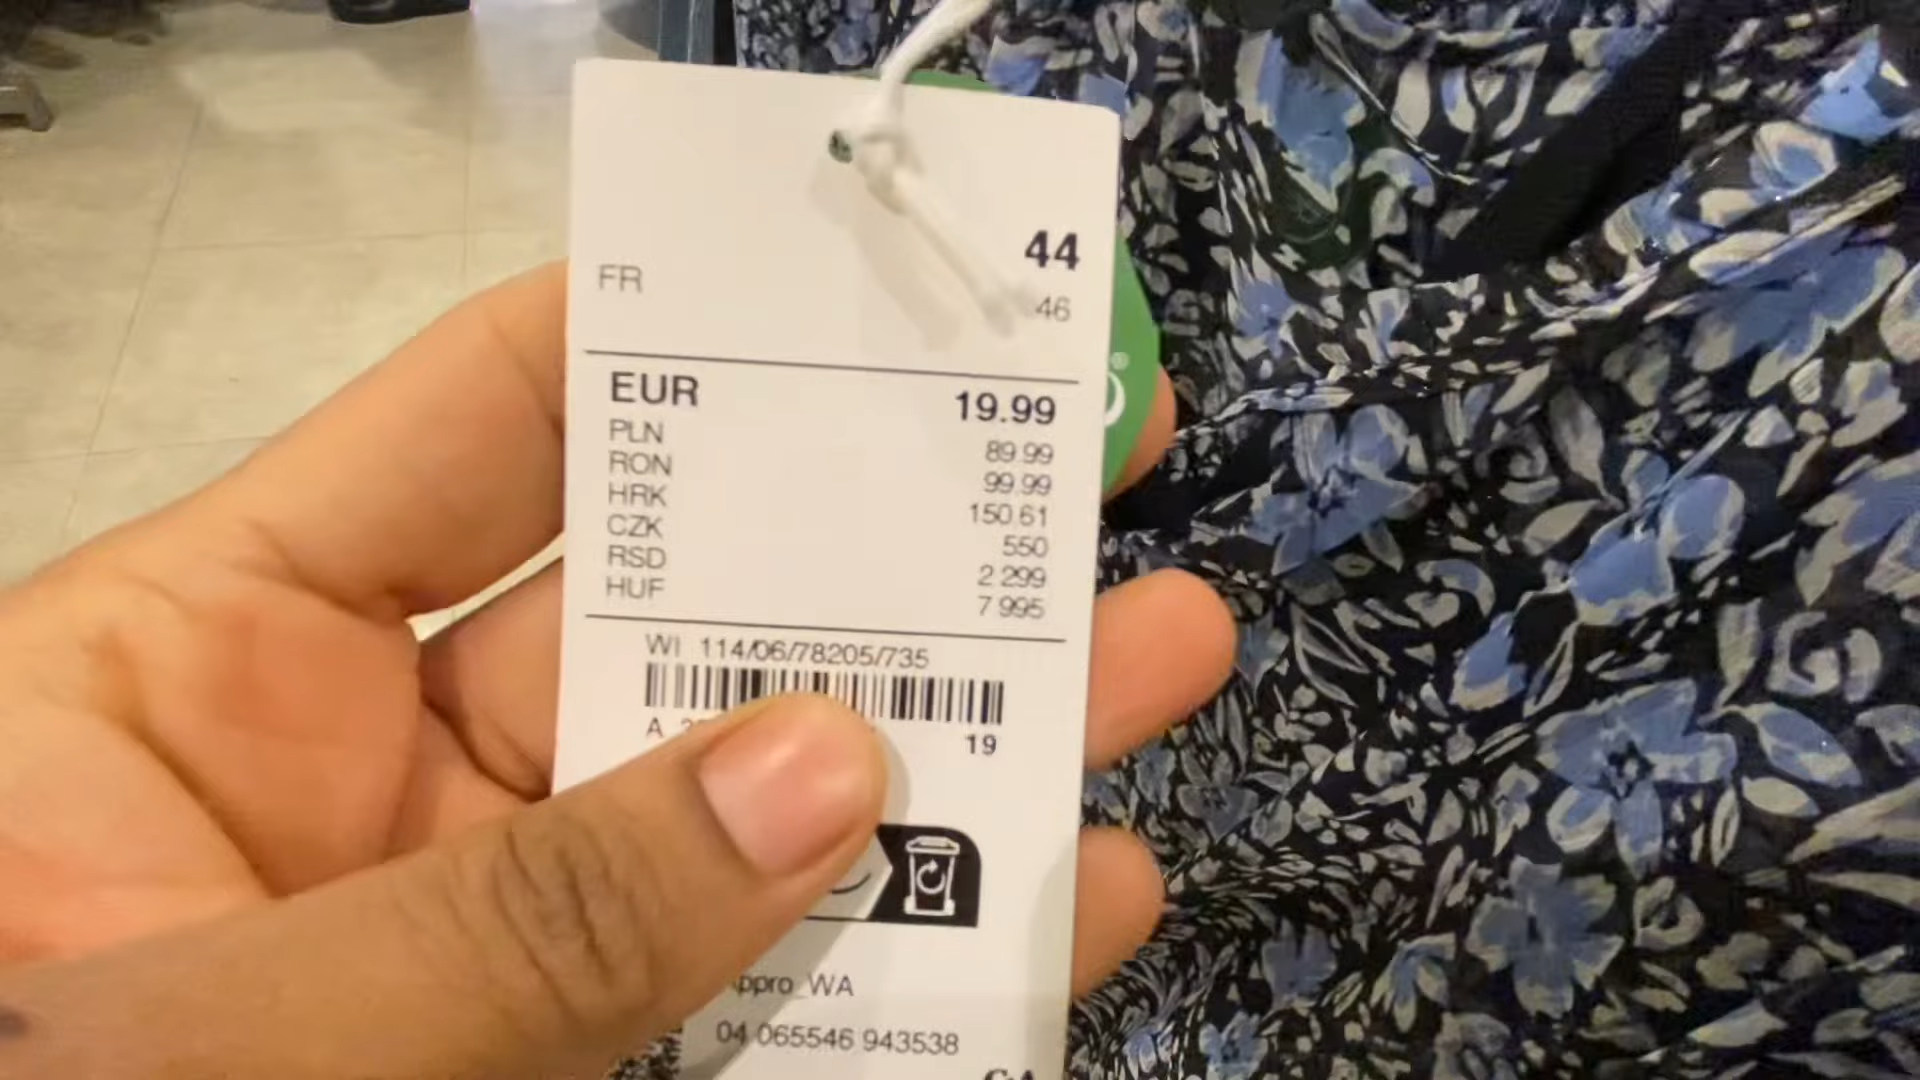 44
FR 46
EUR 19.99
PLN 89.99
RON 99.99
HRK 150.61
CZK 550
RSD 2 299
HUF 7 995
WI 114/06/78205/735
A 19
WA
04 065546 943538